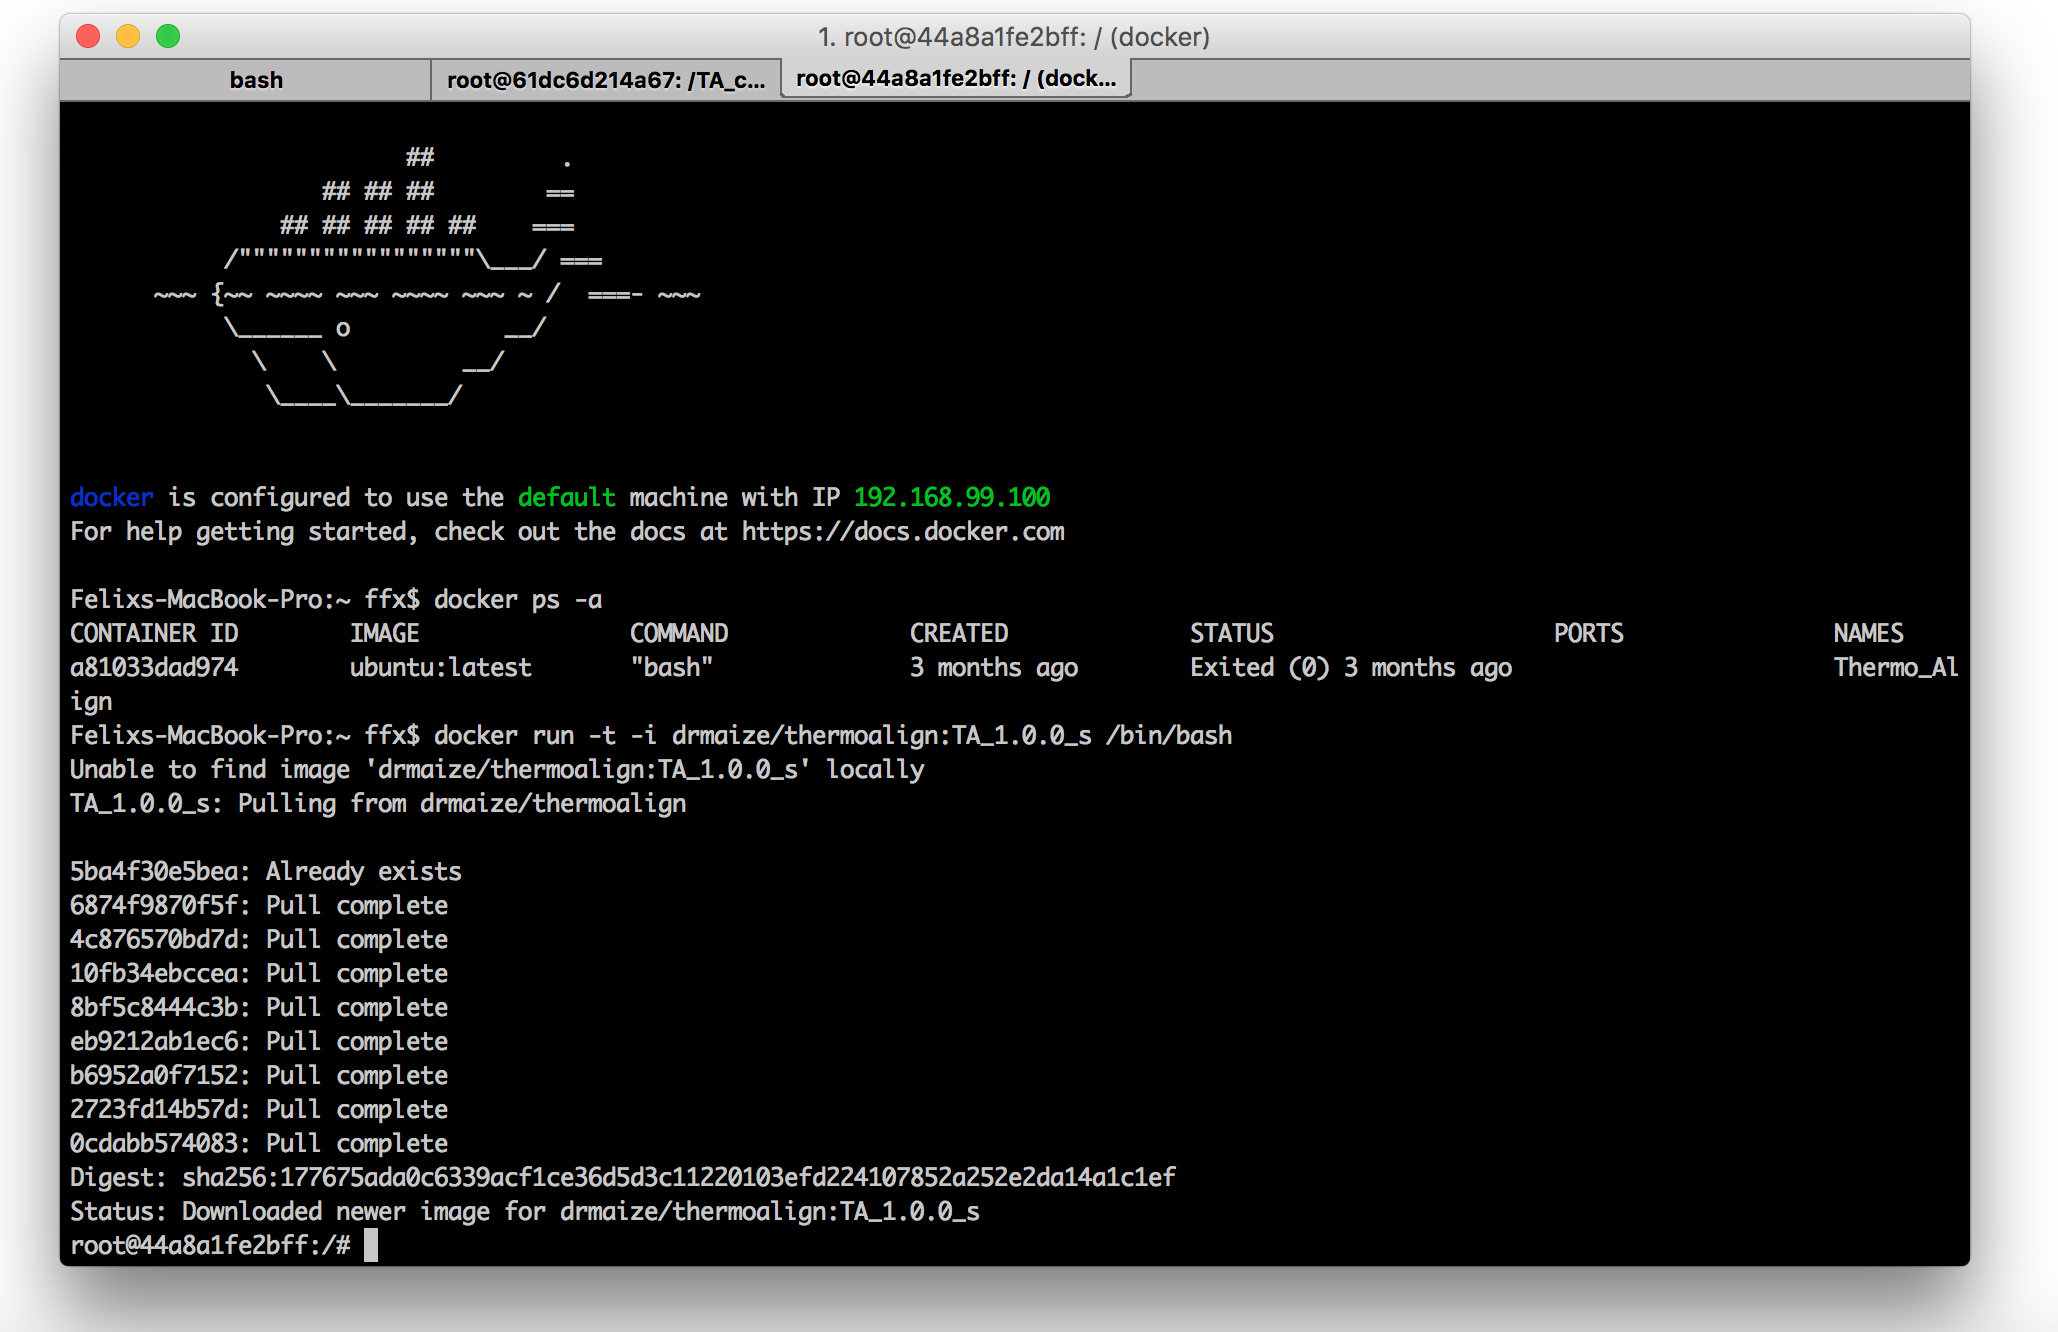 1. root@44a8a1fe2bff: / (docker)
bash
root@61dc6d214a67: /TA_c...
root@44a8a1fe2bff: / (dock...
                        ##         .
                  ## ## ##        ==
               ## ## ## ## ##    ===
           /"""""""""""""""""\___/ ===
      ~~~ {~~ ~~~~ ~~~ ~~~~ ~~~ ~ /  ===- ~~~
           \______ o           __/
             \    \         __/
              \____\_______/
docker is configured to use the default machine with IP 192.168.99.100
For help getting started, check out the docs at https://docs.docker.com
Felixs-MacBook-Pro:~ ffx$ docker ps -a
CONTAINER ID        IMAGE               COMMAND             CREATED             STATUS                    PORTS               NAMES
a81033dad974        ubuntu:latest       "bash"              3 months ago        Exited (0) 3 months ago                       Thermo_Al
ign
Felixs-MacBook-Pro:~ ffx$ docker run -t -i drmaize/thermoalign:TA_1.0.0_s /bin/bash
Unable to find image 'drmaize/thermoalign:TA_1.0.0_s' locally
TA_1.0.0_s: Pulling from drmaize/thermoalign
5ba4f30e5bea: Already exists
6874f9870f5f: Pull complete
4c876570bd7d: Pull complete
10fb34ebccea: Pull complete
8bf5c8444c3b: Pull complete
eb9212ab1ec6: Pull complete
b6952a0f7152: Pull complete
2723fd14b57d: Pull complete
0cdabb574083: Pull complete
Digest: sha256:177675ada0c6339acf1ce36d5d3c11220103efd224107852a252e2da14a1c1ef
Status: Downloaded newer image for drmaize/thermoalign:TA_1.0.0_s
root@44a8a1fe2bff:/#